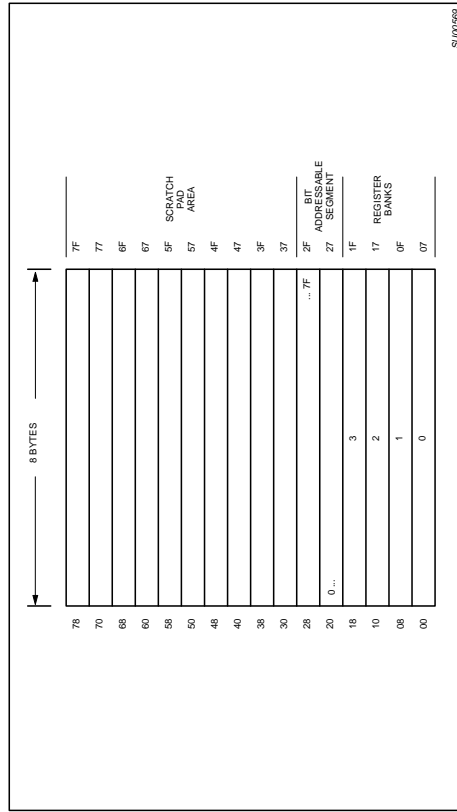 8 BYTES
78 7F
70 77
68 6F
60 67
58 5F
50 57
48 4F
40 47
38 3F
30 37
SCRATCH
PAD
AREA
28 ... 7F 2F
20 0 ... 27
BIT
ADDRESSABLE
SEGMENT
18 3 1F
10 2 17
08 1 0F
00 0 07
REGISTER
BANKS
SU00569